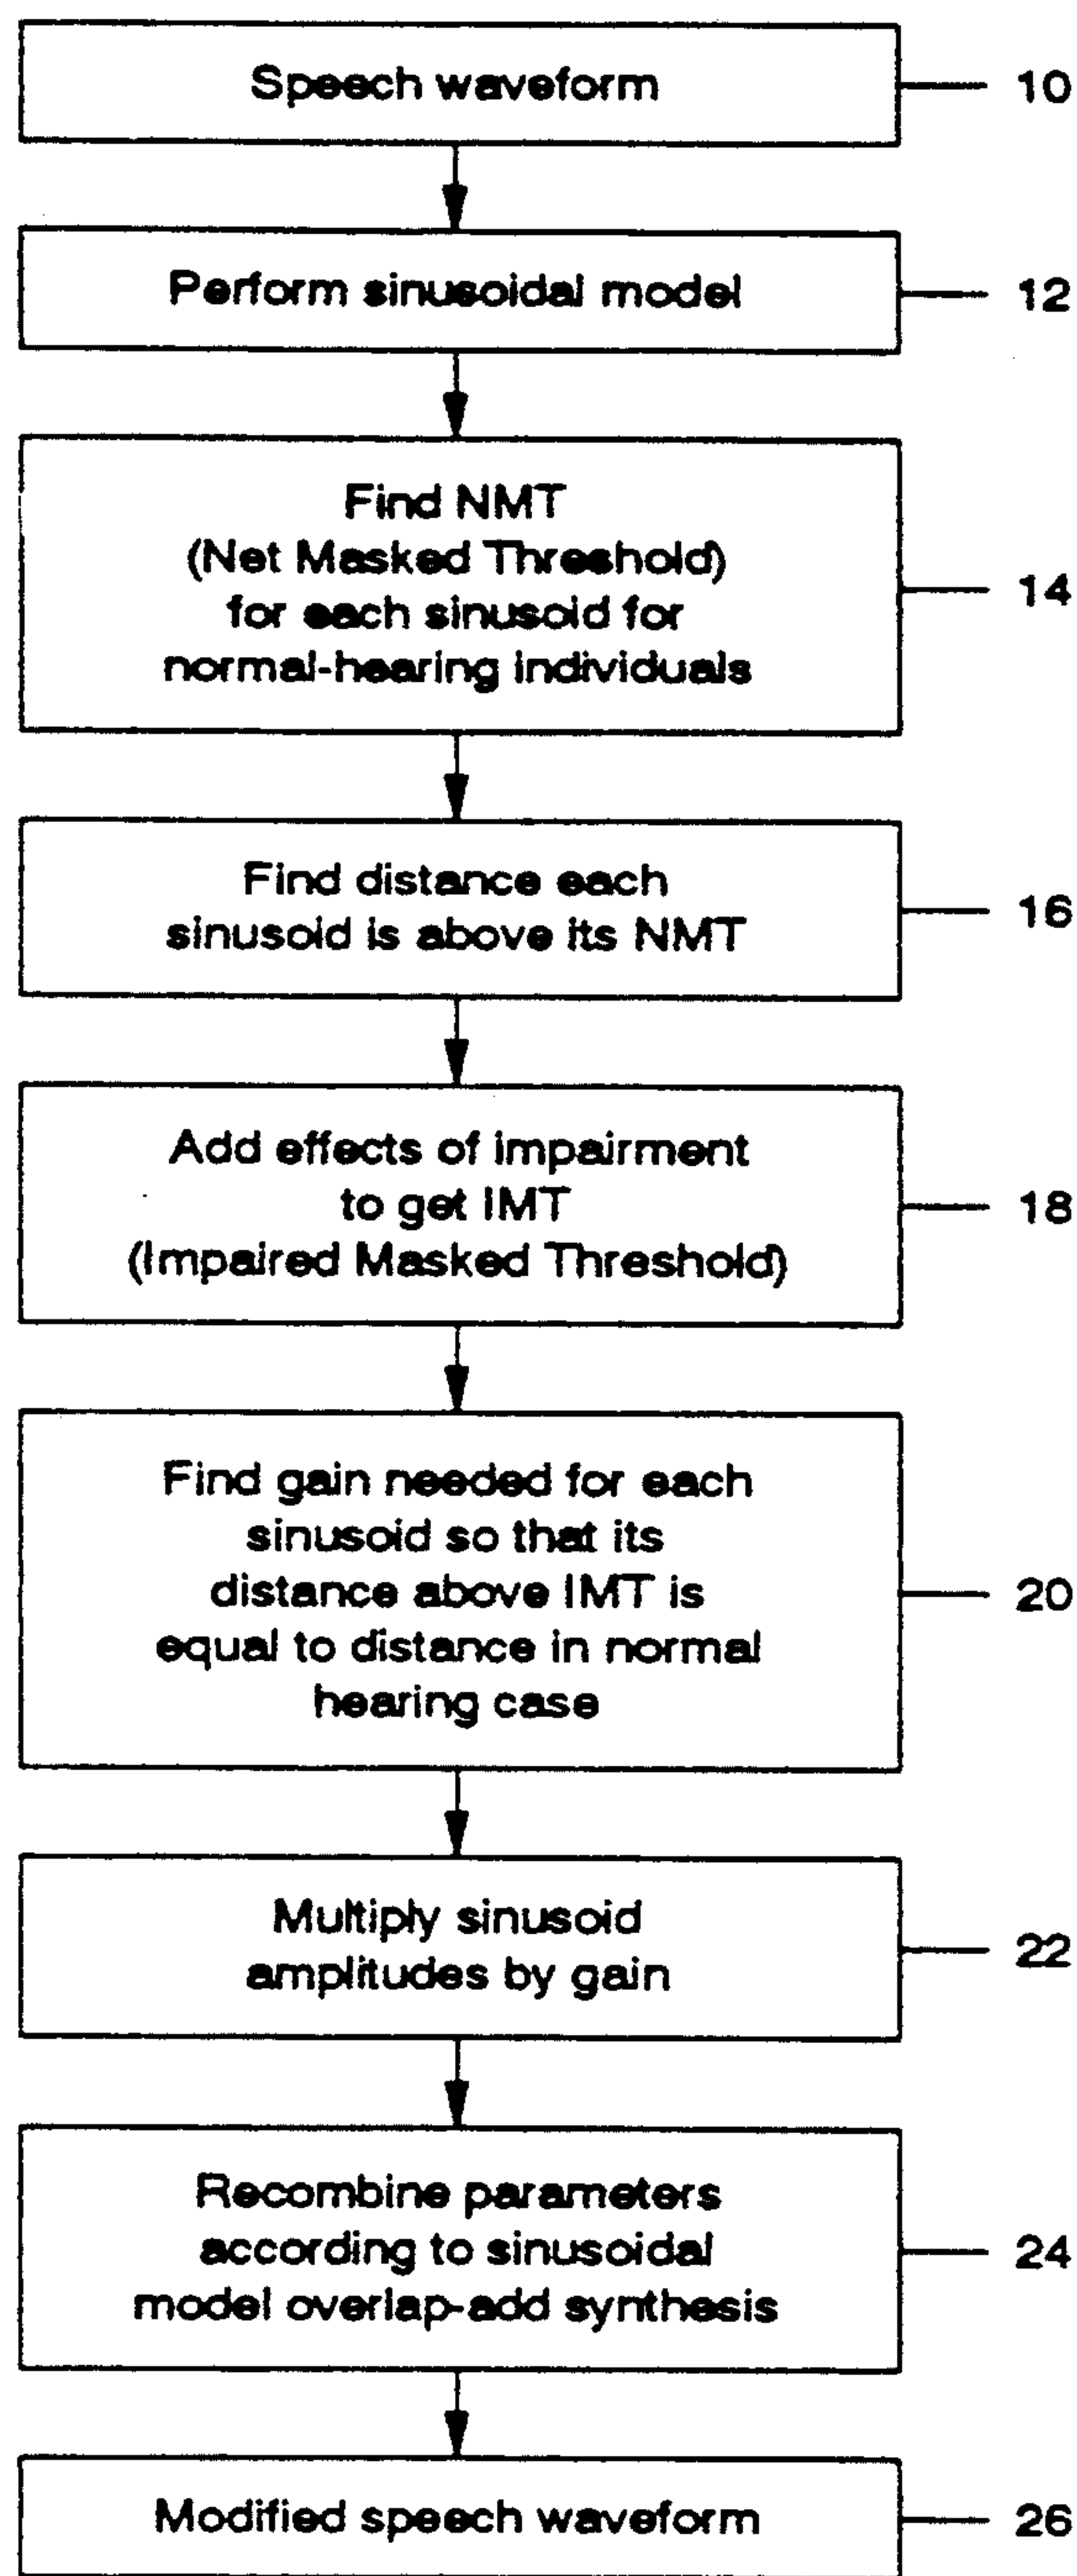 Speech waveform
10
Perform sinusoidal model
12
Find NMT
(Net Masked Threshold)
for each sinusoid for
normal-hearing individuals
14
Find distance each
sinusoid is above its NMT
16
Add effects of impairment
to get IMT
(Impaired Masked Threshold)
18
Find gain needed for each
sinusoid so that its
distance above IMT is
equal to distance in normal
hearing case
20
Multiply sinusoid
amplitudes by gain
22
Recombine parameters
according to sinusoidal
model overlap-add synthesis
24
Modified speech waveform
26